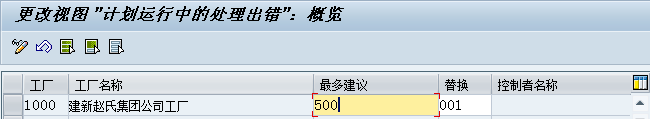 更改视图 "计划运行中的处理出错": 概览
工厂 工厂名称 最多建议 替换 控制者名称
1000 建新赵氏集团公司工厂 500 001